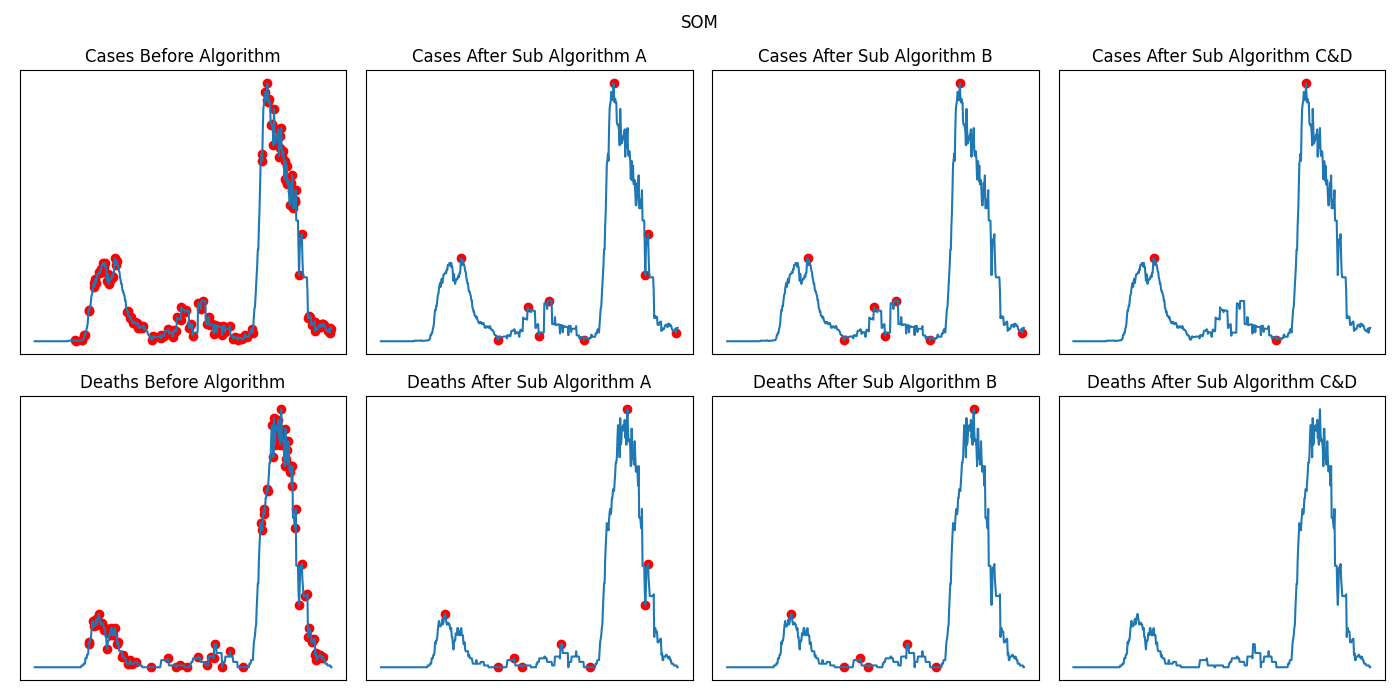 SOM
Cases Before Algorithm
Cases After Sub Algorithm A
Cases After Sub Algorithm B
Cases After Sub Algorithm C&D
Deaths Before Algorithm
Deaths After Sub Algorithm A
Deaths After Sub Algorithm B
Deaths After Sub Algorithm C&D